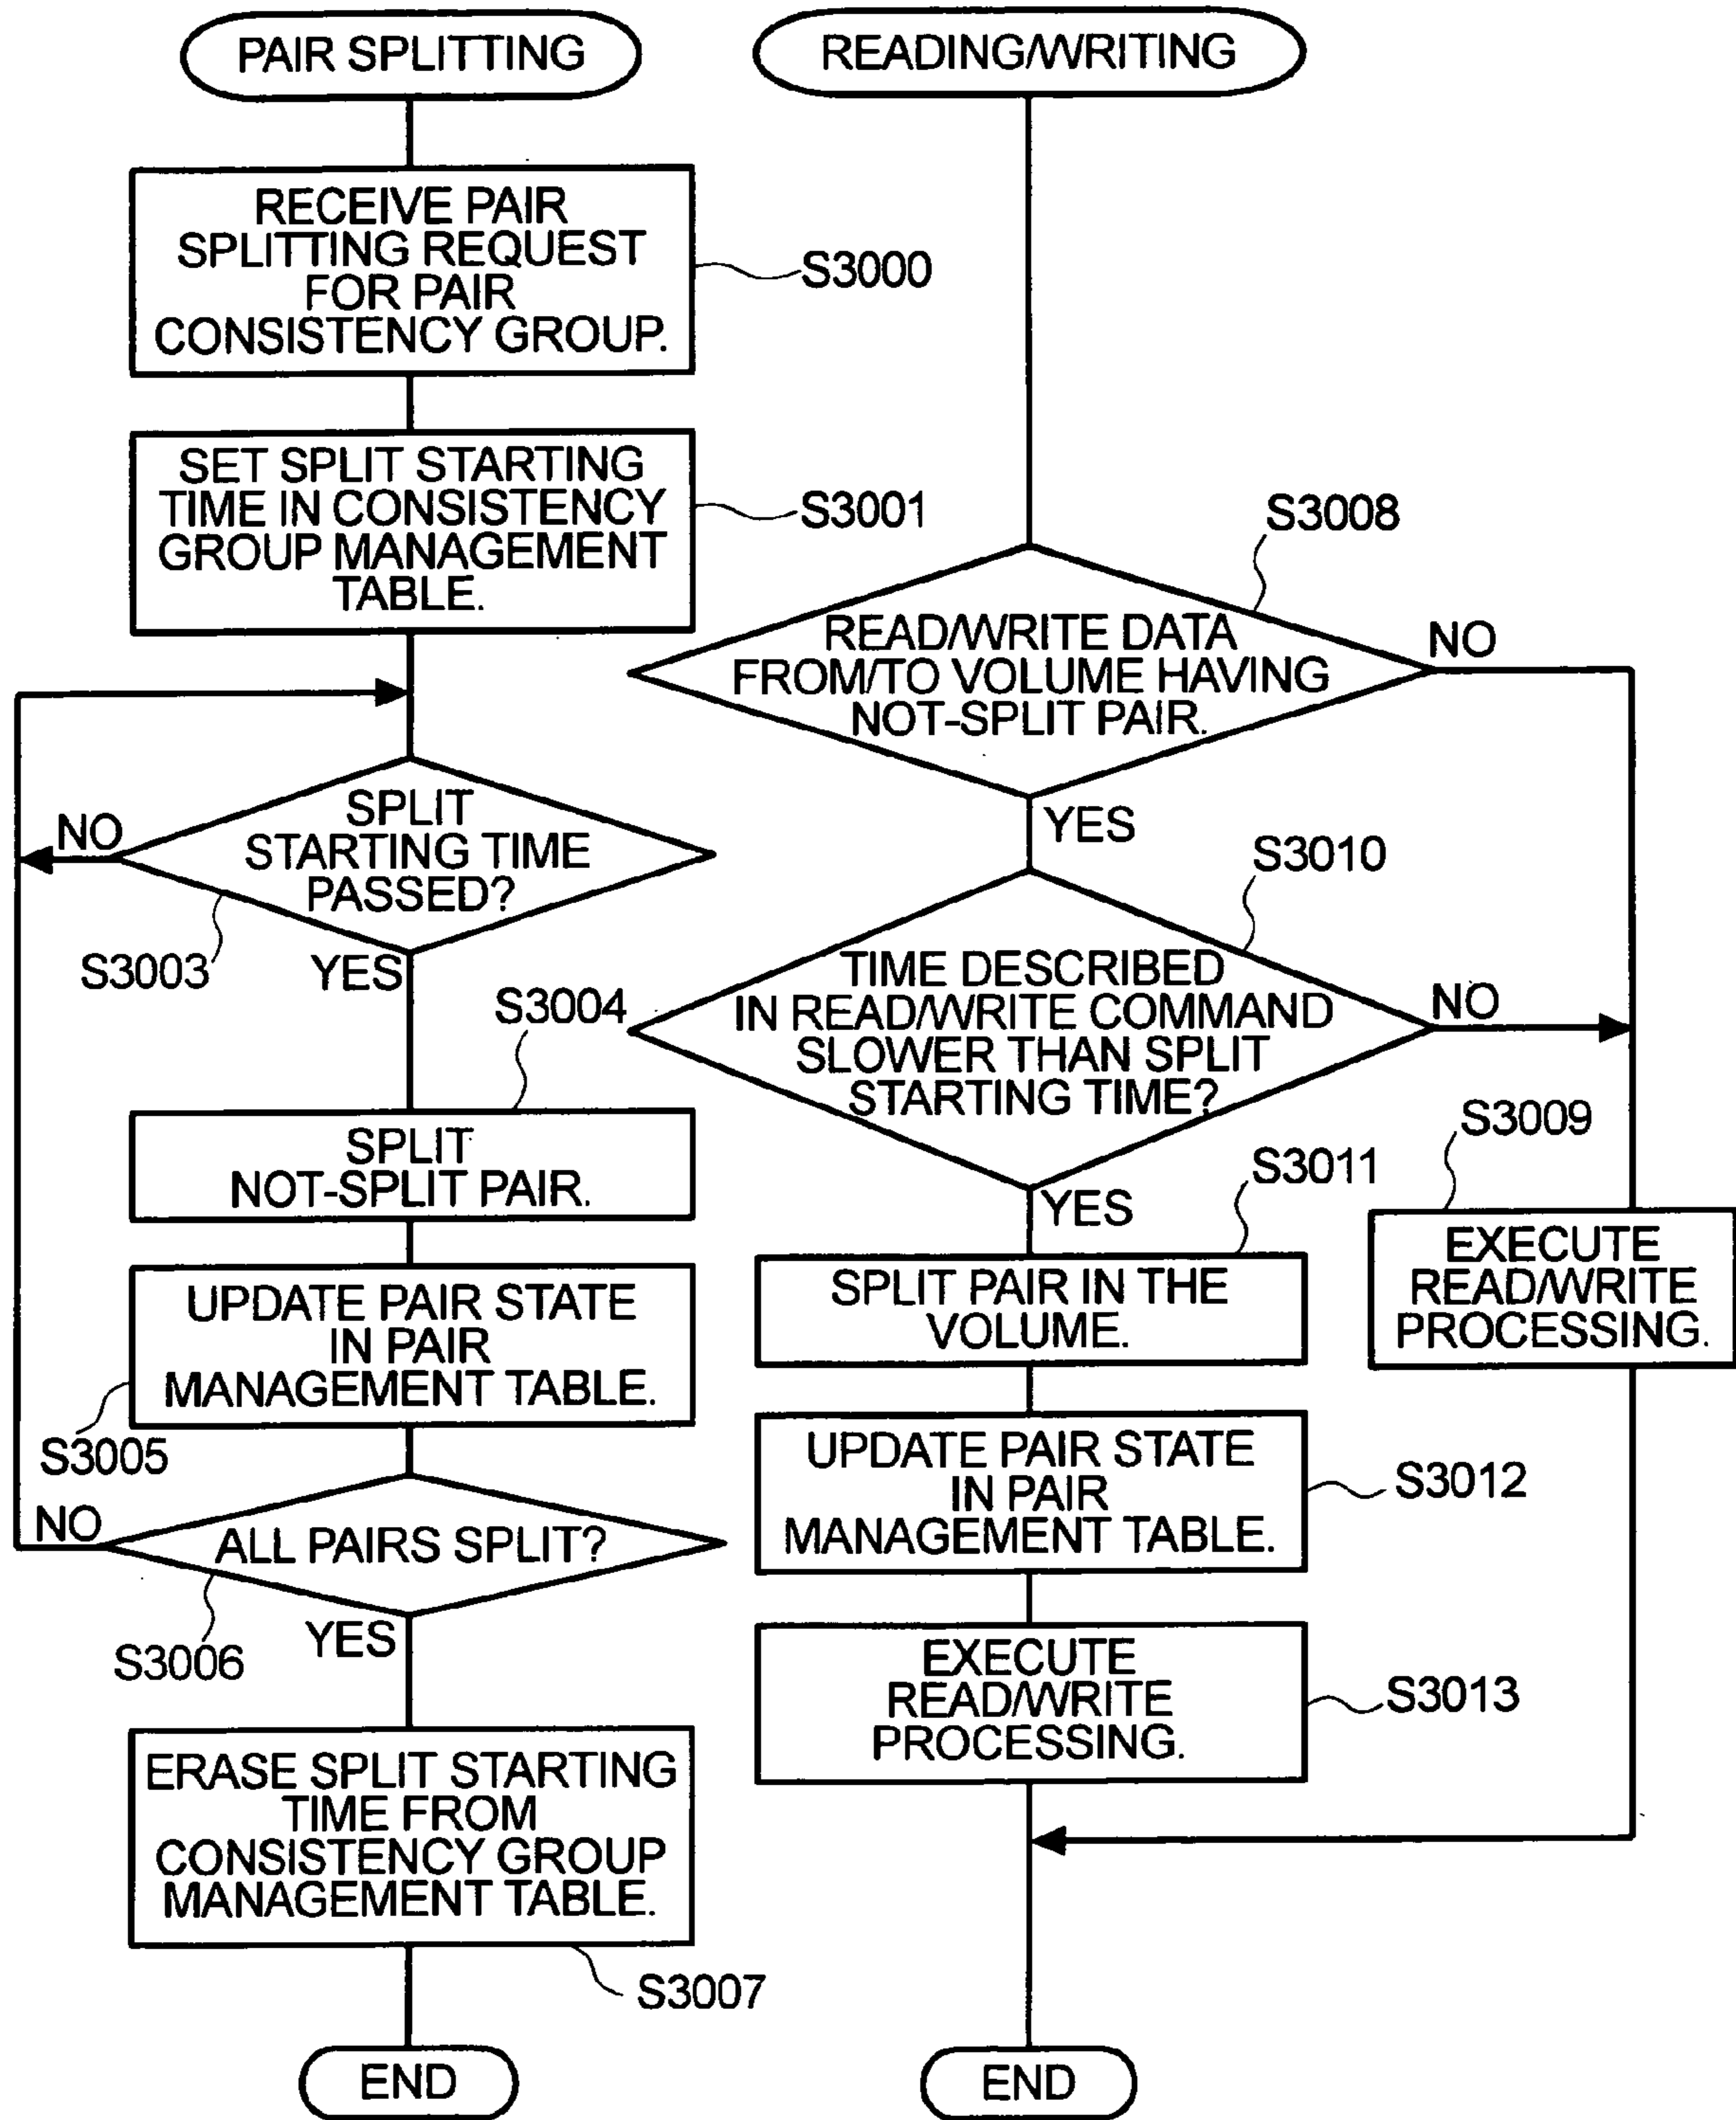 PAIR SPLITTING
RECEIVE PAIR
SPLITTING REQUEST
FOR PAIR
CONSISTENCY GROUP.
S3000
SET SPLIT STARTING
TIME IN CONSISTENCY
GROUP MANAGEMENT
TABLE.
S3001
SPLIT
STARTING TIME
PASSED?
NO
S3003
YES
S3004
SPLIT
NOT-SPLIT PAIR.
UPDATE PAIR STATE
IN PAIR
MANAGEMENT TABLE.
S3005
ALL PAIRS SPLIT?
NO
S3006
YES
ERASE SPLIT STARTING
TIME FROM
CONSISTENCY GROUP
MANAGEMENT TABLE.
S3007
END
READING/WRITING
S3008
READ/WRITE DATA
FROM/TO VOLUME HAVING
NOT-SPLIT PAIR.
NO
YES
S3010
TIME DESCRIBED
IN READ/WRITE COMMAND
SLOWER THAN SPLIT
STARTING TIME?
NO
YES
S3009
EXECUTE
READ/WRITE
PROCESSING.
S3011
SPLIT PAIR IN THE
VOLUME.
UPDATE PAIR STATE
IN PAIR
MANAGEMENT TABLE.
S3012
EXECUTE
READ/WRITE
PROCESSING.
S3013
END